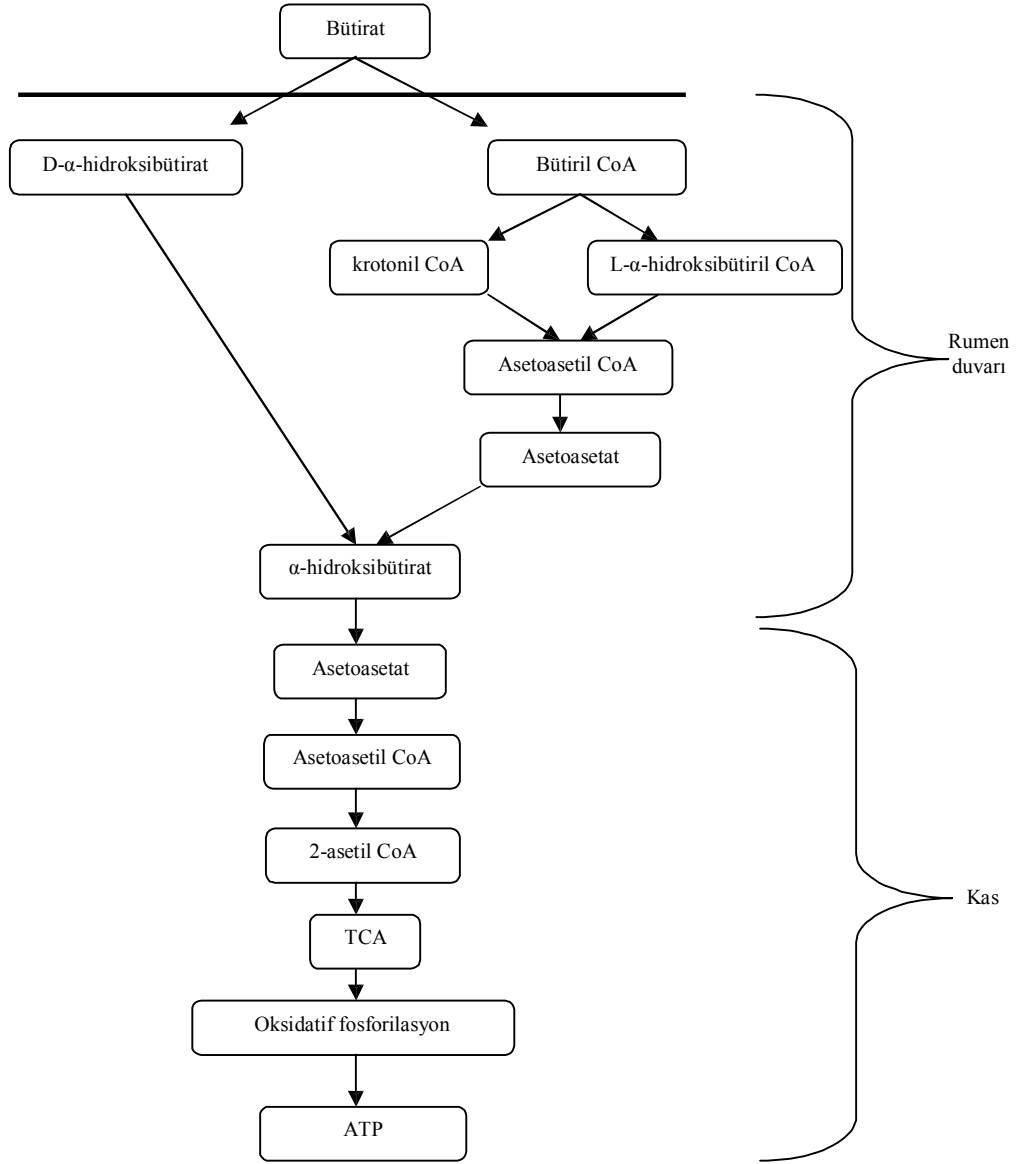 Bütirat
D-α-hidroksibütirat
Bütiril CoA
krotonil CoA
L-α-hidroksibütiril CoA
Asetoasetil CoA
Rumen
duvarı
Asetoasetat
α-hidroksibütirat
Asetoasetat
Asetoasetil CoA
2-asetil CoA
Kas
TCA
Oksidatif fosforilasyon
ATP